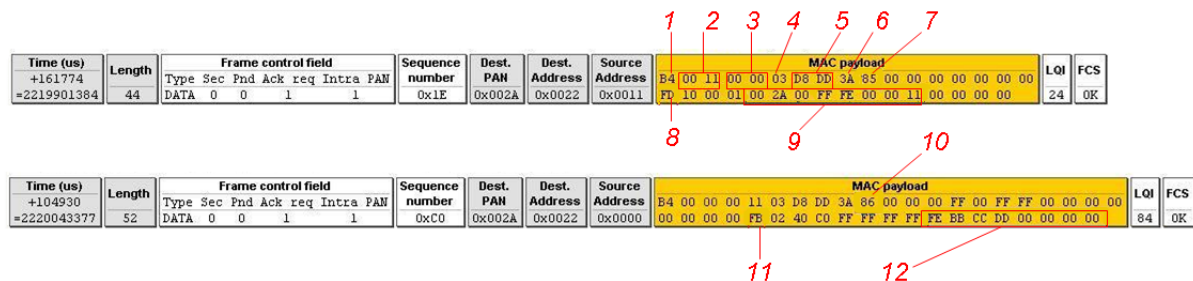 1 2 3 4 5 6 7
Time (us) Length Frame control field Sequence number Dest. PAN Dest. Address Source Address MAC payload LQI FCS
+161774 Type Sec Pnd Ack req Intra PAN B4 00 11 00 00 03 D8 DD 3A 85 00 00 00 00 00 00 00
=2219901384 44 DATA 0 0 1 1 0x1E 0x002A 0x0022 0x0011 FD 10 00 01 00 2A 00 FF FE 00 00 11 00 00 00 00 24 OK
8 9
10
Time (us) Length Frame control field Sequence number Dest. PAN Dest. Address Source Address MAC payload LQI FCS
+104930 Type Sec Pnd Ack req Intra PAN B4 00 00 00 11 03 D8 DD 3A 86 00 00 00 FF 00 FF FF 00 00 00 00
=2220043377 52 DATA 0 0 1 1 0xC0 0x002A 0x0022 0x0000 00 00 00 00 FB 02 40 C0 FF FF FF FF FE BB CC DD 00 00 00 00 84 OK
11 12